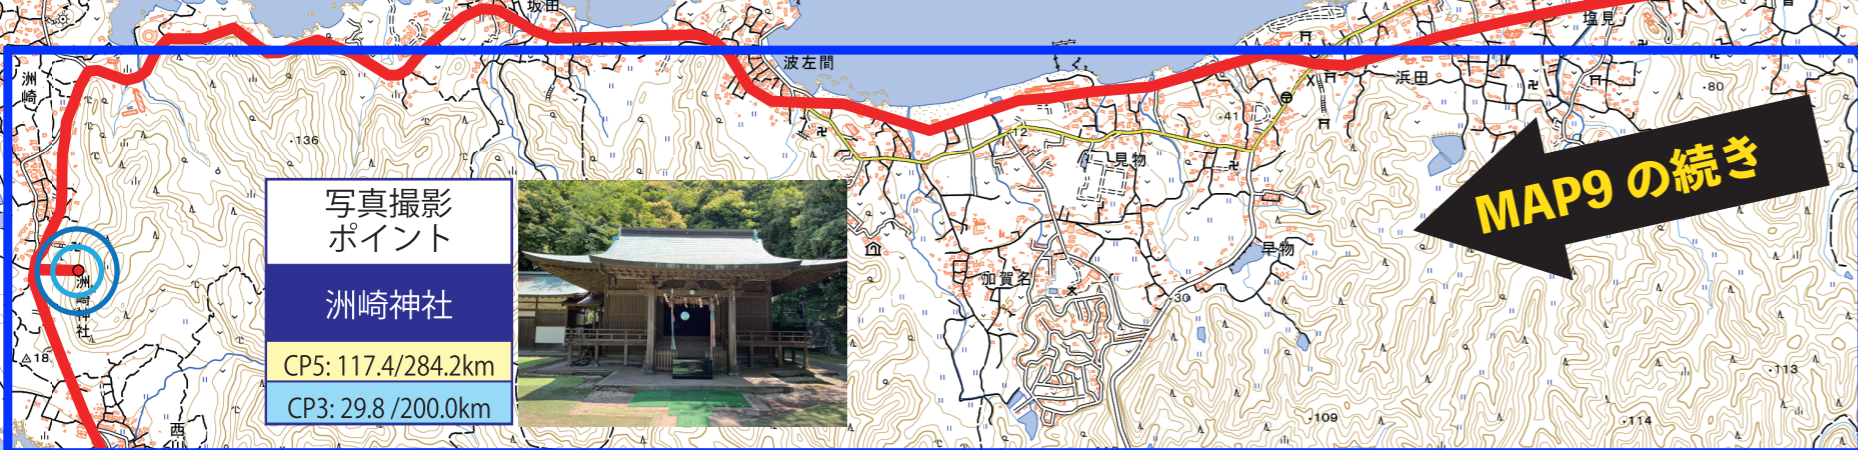 坂田
塩見
洲崎
波左間
浜田
80
136
41
12
見物
MAP9 の続き
写真撮影
ポイント
洲崎神社
CP5: 117.4/284.2km
CP3: 29.8 /200.0km
早物
加賀名
洲崎神社
30
18
113
109
114
西